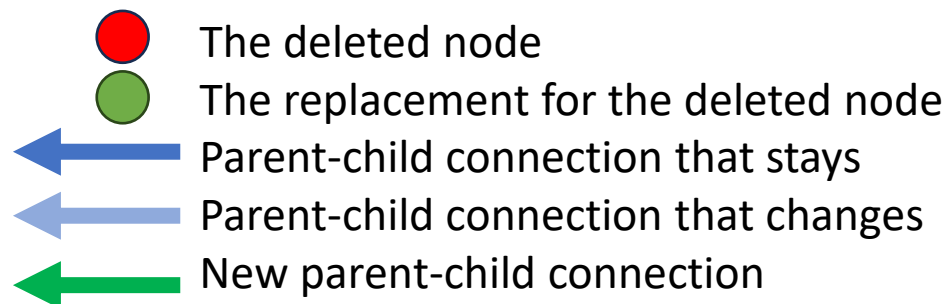 The deleted node
The replacement for the deleted node
Parent-child connection that stays
Parent-child connection that changes
New parent-child connection